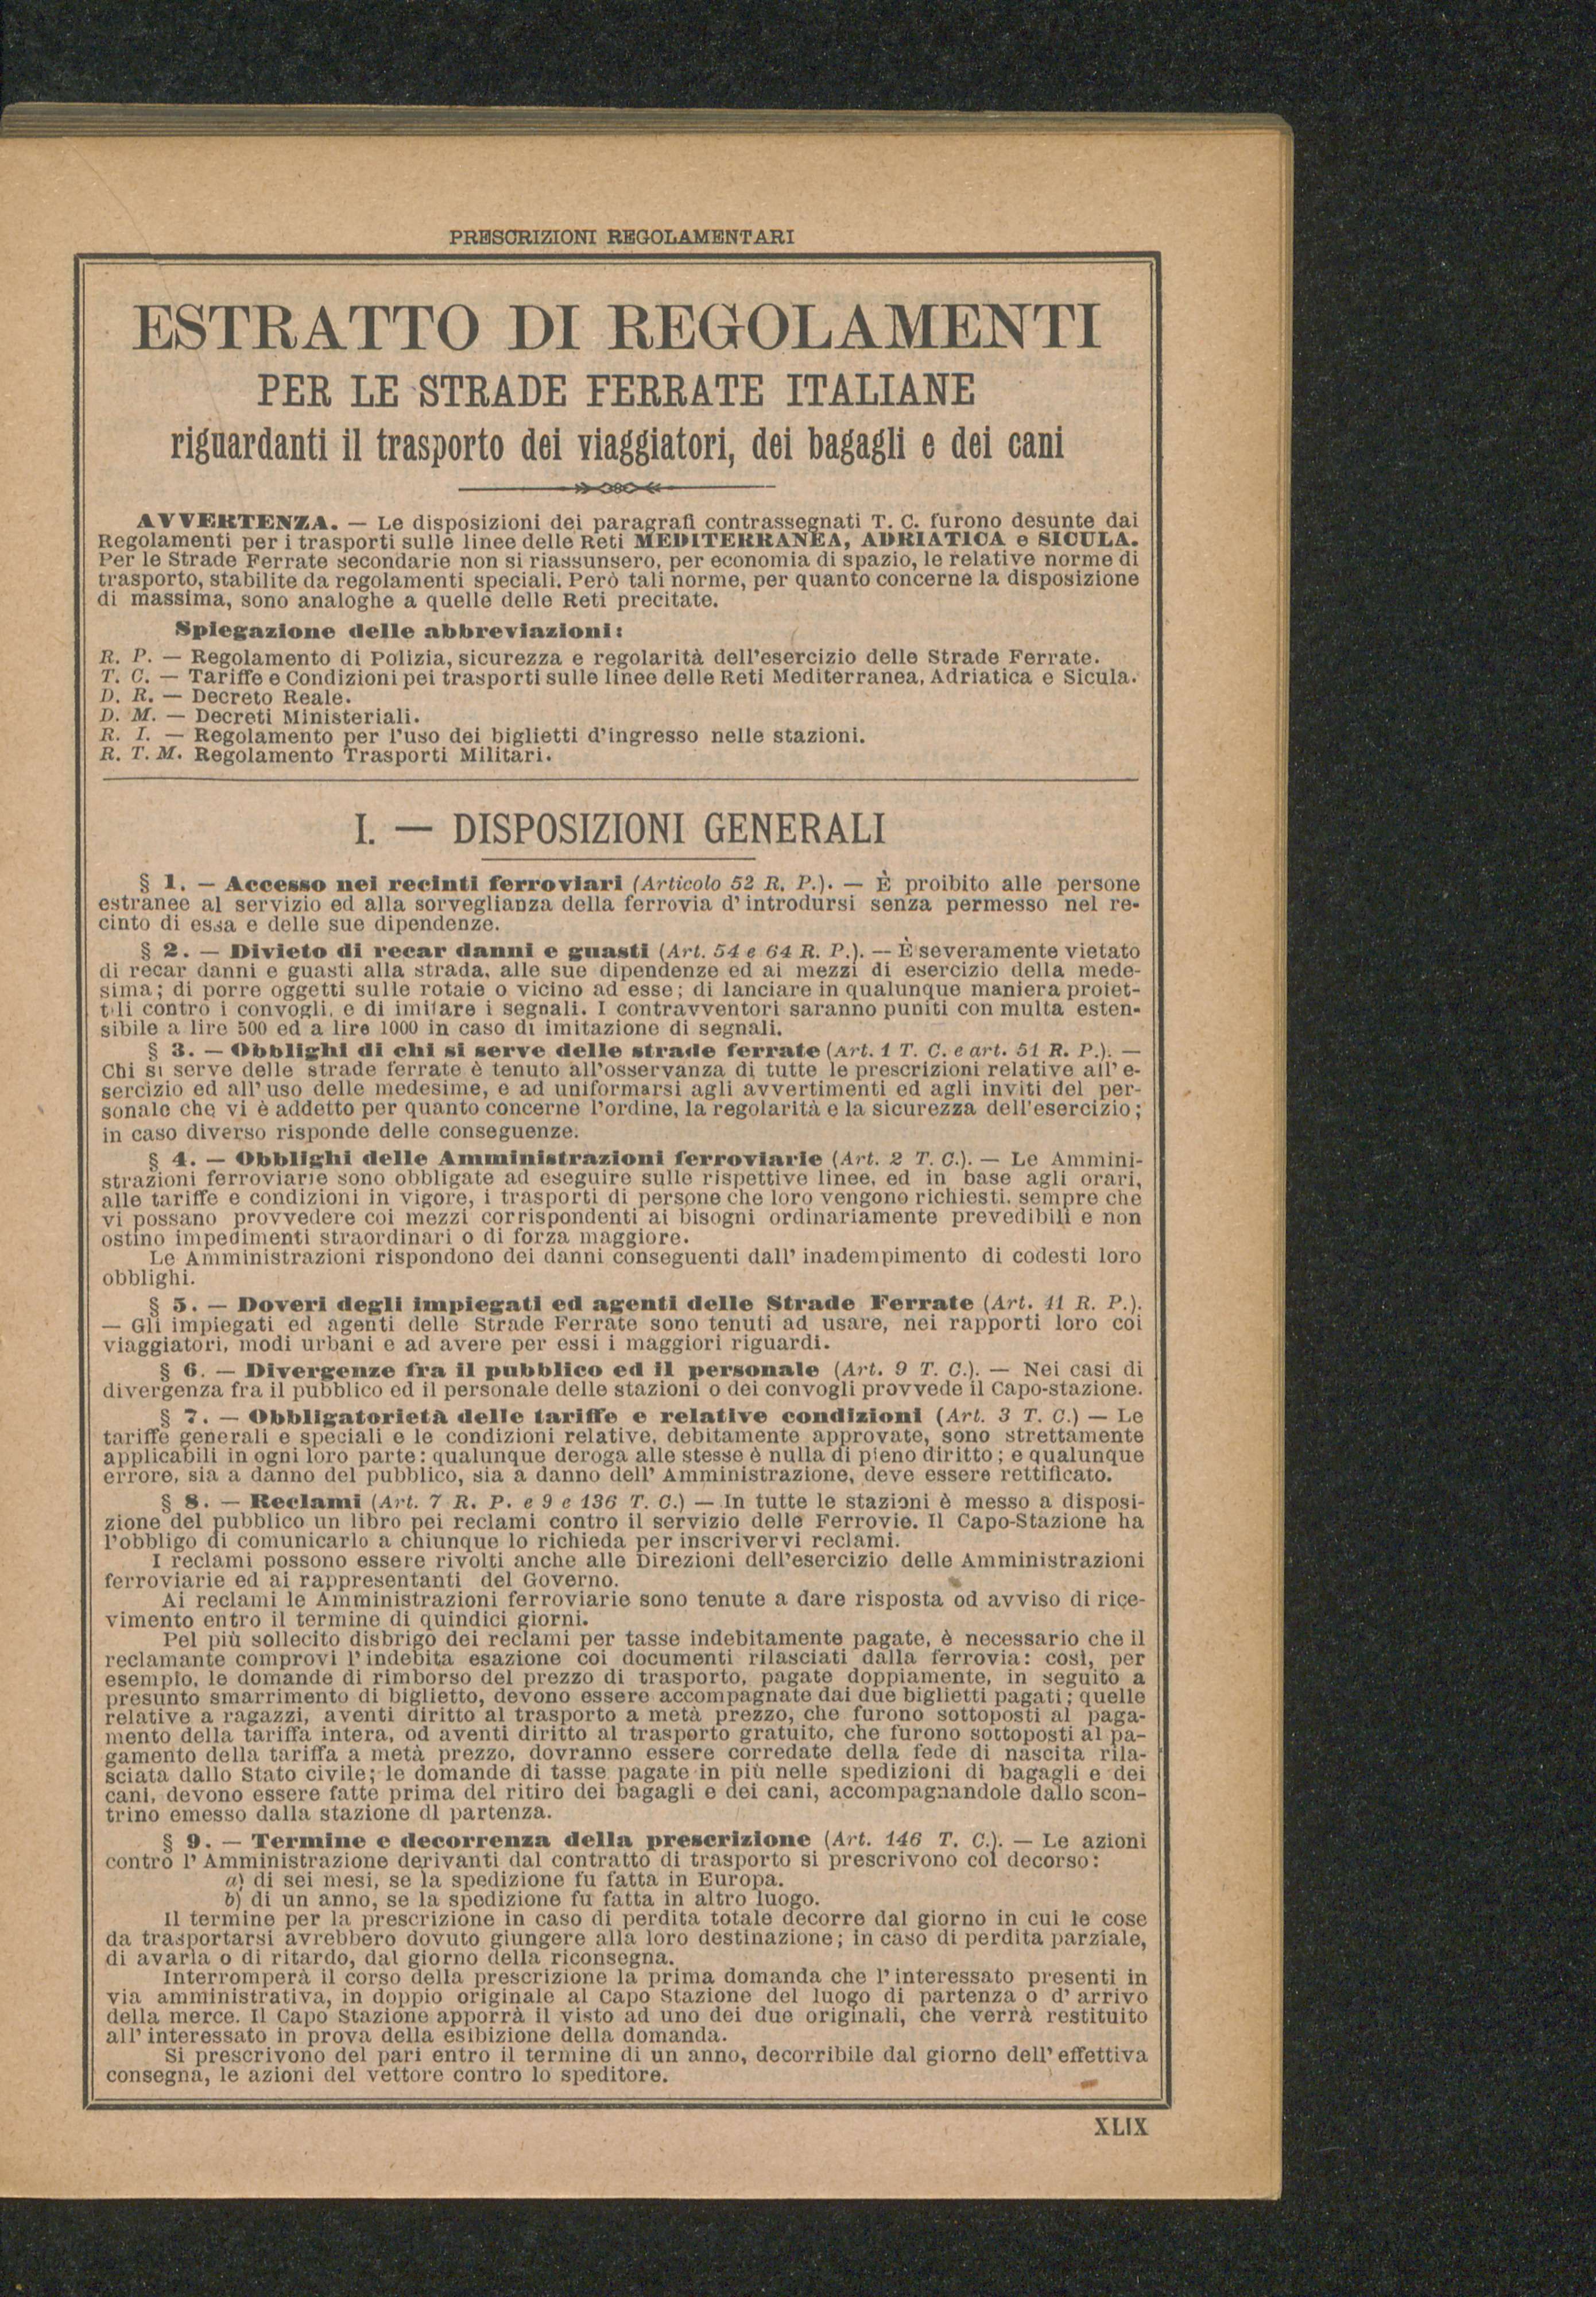 PRESCRIZIONI REGOLAMENTARI
ESTRATTO DI REGOLAMENTI
PER LE STRADE FERRATE ITALIANE
riguardanti il trasporto dei viaggiatori, dei bagagli e dei cani
AVVERTENZA. — Le disposizioni dei paragrafi contrassegnati T. C. furono desunte dai
Regolamenti per i trasporti sulle linee delle Reti MEDITERRANEA, ADRIATICA e SICULA.
Per le Strade Ferrate secondarie non si riassunsero, per economia di spazio, le relative norme di
trasporto, stabilite da regolamenti speciali. Però tali norme, per quanto concerne la disposizione
di massima, sono analoghe a quelle delle Reti precitate.
Spiegazione delle abbreviazioni:
R. P. — Regolamento di Polizia, sicurezza e regolarità dell'esercizio delle Strade Ferrate.
T. C. — Tariffe e Condizioni pei trasporti sulle linee delle Reti Mediterranea, Adriatica e Sicula.
D. R. — Decreto Reale.
D. M. — Decreti Ministeriali.
R. I. — Regolamento per l'uso dei biglietti d'ingresso nelle stazioni.
R. T. M. Regolamento Trasporti Militari.
I. — DISPOSIZIONI GENERALI
§ 1. — Accesso nei recinti ferroviari (Articolo 52 R. P.). — È proibito alle persone
estranee al servizio ed alla sorveglianza della ferrovia d'introdursi senza permesso nel re-
cinto di essa e delle sue dipendenze.
§ 2. — Divieto di recar danni e guasti (Art. 54 e 64 R. P.). — È severamente vietato
di recar danni e guasti alla strada, alle sue dipendenze ed ai mezzi di esercizio della mede-
sima; di porre oggetti sulle rotaie o vicino ad esse; di lanciare in qualunque maniera proiet-
tili contro i convogli, e di imitare i segnali. I contravventori saranno puniti con multa esten-
sibile a lire 500 ed a lire 1000 in caso di imitazione di segnali.
§ 3. — Obblighi di chi si serve delle strade ferrate (Art. 1 T. C. e art. 51 R. P.). —
Chi si serve delle strade ferrate è tenuto all'osservanza di tutte le prescrizioni relative all'e-
sercizio ed all'uso delle medesime, e ad uniformarsi agli avvertimenti ed agli inviti del per-
sonale che vi è addetto per quanto concerne l'ordine, la regolarità e la sicurezza dell'esercizio;
in caso diverso risponde delle conseguenze.
§ 4. — Obblighi delle Amministrazioni ferroviarie (Art. 2 T. C.). — Le Ammini-
strazioni ferroviarie sono obbligate ad eseguire sulle rispettive linee, ed in base agli orari,
alle tariffe e condizioni in vigore, i trasporti di persone che loro vengono richiesti, sempre che
vi possano provvedere coi mezzi corrispondenti ai bisogni ordinariamente prevedibili e non
ostino impedimenti straordinari o di forza maggiore.
Le Amministrazioni rispondono dei danni conseguenti dall'inadempimento di codesti loro
obblighi.
§ 5. — Doveri degli impiegati ed agenti delle Strade Ferrate (Art. 11 R. P.).
— Gli impiegati ed agenti delle Strade Ferrate sono tenuti ad usare, nei rapporti loro coi
viaggiatori, modi urbani e ad avere per essi i maggiori riguardi.
§ 6. — Divergenze fra il pubblico ed il personale (Art. 9 T. C.). — Nei casi di
divergenza fra il pubblico ed il personale delle stazioni o dei convogli provvede il Capo-stazione.
§ 7. — Obbligatorietà delle tariffe e relative condizioni (Art. 3 T. C.) — Le
tariffe generali e speciali e le condizioni relative, debitamente approvate, sono strettamente
applicabili in ogni loro parte: qualunque deroga alle stesse è nulla di pieno diritto; e qualunque
errore, sia a danno del pubblico, sia a danno dell'Amministrazione, deve essere rettificato.
§ 8. — Reclami (Art. 7 R. P. e 9 e 136 T. C.) — In tutte le stazioni è messo a disposi-
zione del pubblico un libro pei reclami contro il servizio delle Ferrovie. Il Capo-Stazione ha
l'obbligo di comunicarlo a chiunque lo richieda per inscrivervi reclami.
I reclami possono essere rivolti anche alle Direzioni dell'esercizio delle Amministrazioni
ferroviarie ed ai rappresentanti del Governo.
Ai reclami le Amministrazioni ferroviarie sono tenute a dare risposta od avviso di rice-
vimento entro il termine di quindici giorni.
Pel più sollecito disbrigo dei reclami per tasse indebitamente pagate, è necessario che il
reclamante comprovi l'indebita esazione coi documenti rilasciati dalla ferrovia: così, per
esempio, le domande di rimborso del prezzo di trasporto, pagate doppiamente, in seguito a
presunto smarrimento di biglietto, devono essere accompagnate dai due biglietti pagati; quelle
relative a ragazzi, aventi diritto al trasporto a metà prezzo, che furono sottoposti al paga-
mento della tariffa intera, od aventi diritto al trasporto gratuito, che furono sottoposti al pa-
gamento della tariffa a metà prezzo, dovranno essere corredate della fede di nascita rila-
sciata dallo Stato civile; le domande di tasse pagate in più nelle spedizioni di bagagli e dei
cani, devono essere fatte prima del ritiro dei bagagli e dei cani, accompagnandole dallo scon-
trino emesso dalla stazione di partenza.
§ 9. — Termine e decorrenza della prescrizione (Art. 146 T. C.). — Le azioni
contro l'Amministrazione derivanti dal contratto di trasporto si prescrivono col decorso:
a) di sei mesi, se la spedizione fu fatta in Europa.
b) di un anno, se la spedizione fu fatta in altro luogo.
Il termine per la prescrizione in caso di perdita totale decorre dal giorno in cui le cose
da trasportarsi avrebbero dovuto giungere alla loro destinazione; in caso di perdita parziale,
di avaria o di ritardo, dal giorno della riconsegna.
Interromperà il corso della prescrizione la prima domanda che l'interessato presenti in
via amministrativa, in doppio originale al Capo Stazione del luogo di partenza o d'arrivo
della merce. Il Capo Stazione apporrà il visto ad uno dei due originali, che verrà restituito
all'interessato in prova della esibizione della domanda.
Si prescrivono del pari entro il termine di un anno, decorribile dal giorno dell'effettiva
consegna, le azioni del vettore contro lo speditore.
XLIX